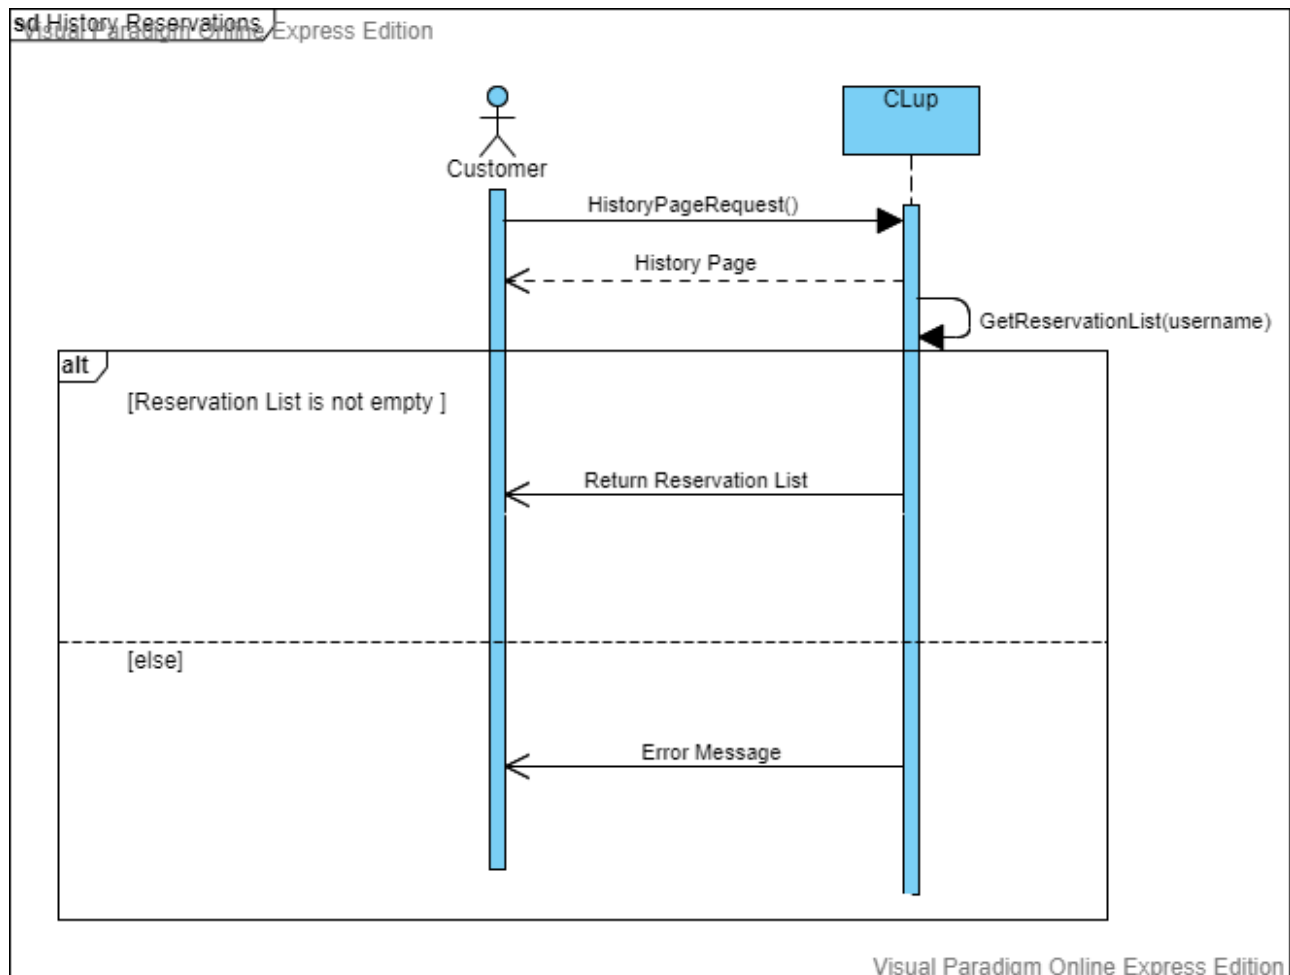 sd History Reservations
Visual Paradigm Online Express Edition
CLup
Customer
HistoryPageRequest()
History Page
GetReservationList(username)
alt
[Reservation List is not empty ]
Return Reservation List
[else]
Error Message
Visual Paradigm Online Express Edition